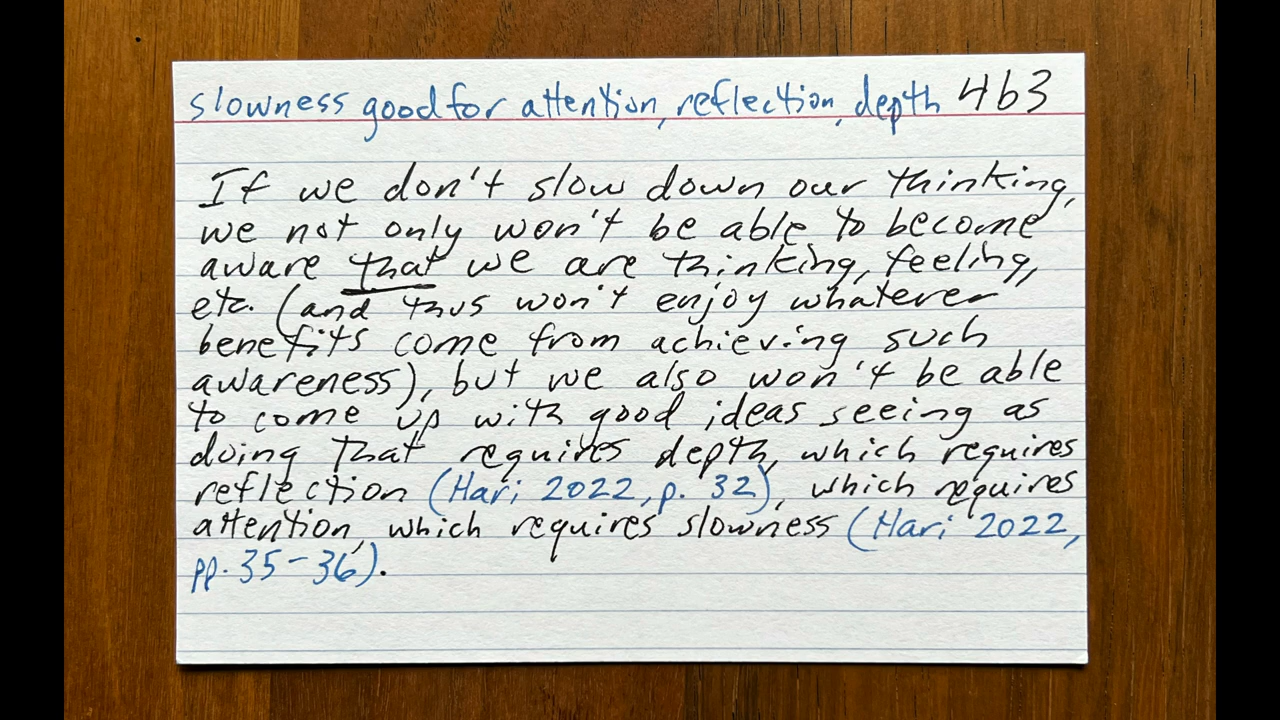 slowness good for attention, reflection, depth 4b3
If we don't slow down our thinking,
we not only won't be able to become
aware that we are thinking, feeling,
etc. (and thus won't enjoy whatever
benefits come from achieving such
awareness), but we also won't be able
to come up with good ideas seeing as
doing that requires depth, which requires
reflection (Hari 2022, p. 32), which requires
attention, which requires slowness (Hari 2022,
pp. 35-36).